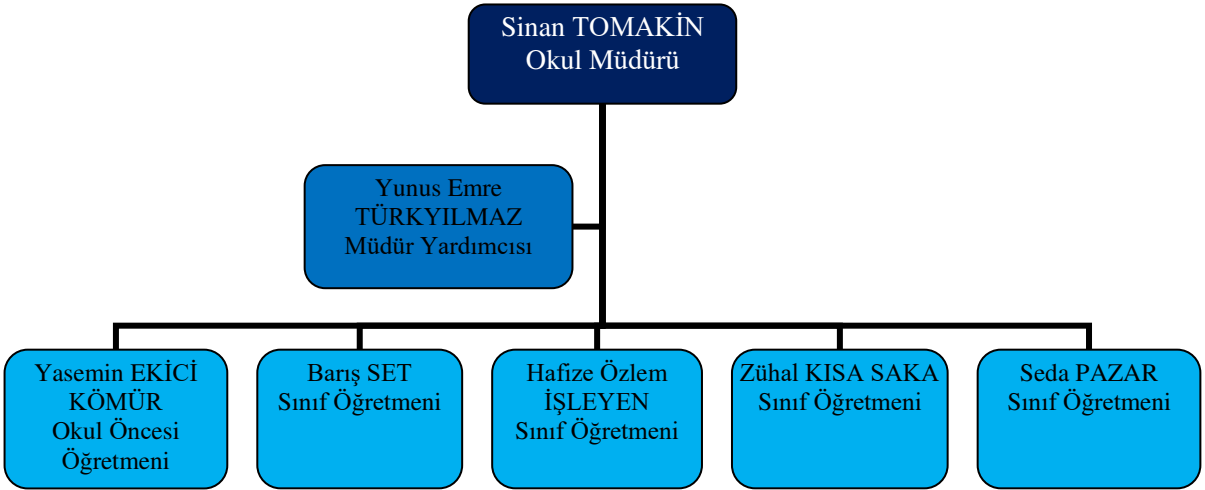 Sinan TOMAKİN
Okul Müdürü
Yunus Emre
TÜRKYILMAZ
Müdür Yardımcısı
Yasemin EKİCİ
KÖMÜR
Okul Öncesi
Öğretmeni
Barış SET
Sınıf Öğretmeni
Hafize Özlem
İŞLEYEN
Sınıf Öğretmeni
Zühal KISA SAKA
Sınıf Öğretmeni
Seda PAZAR
Sınıf Öğretmeni